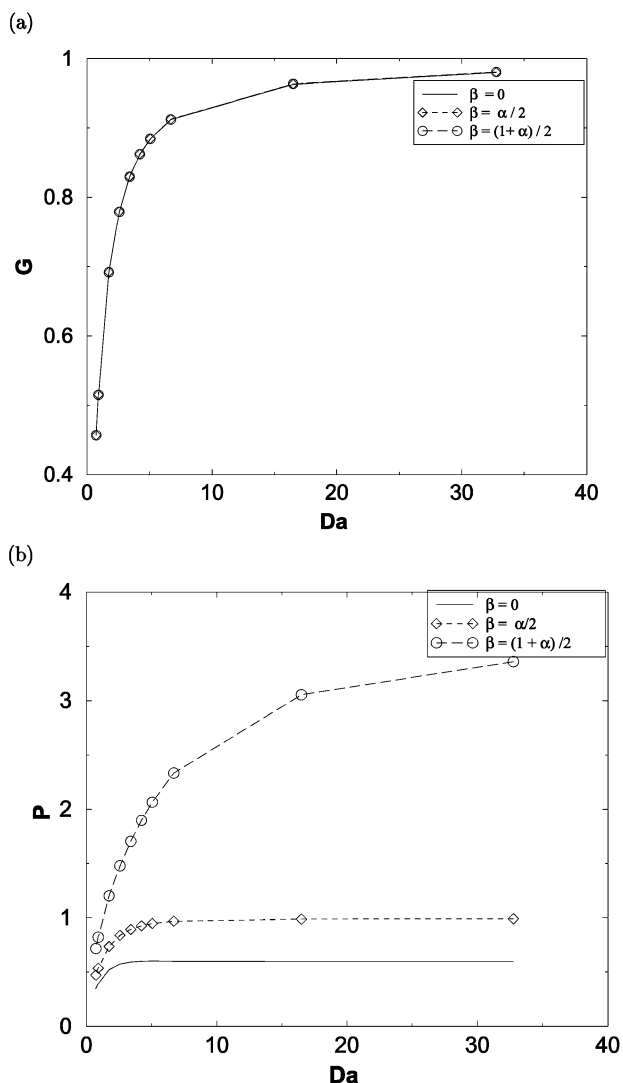 (a)
1
0.8
0.6
0.4
G
0 10 20 30 40
Da
β = 0
β = α / 2
β = (1+ α) / 2
(b)
4
3
2
1
0
P
0 10 20 30 40
Da
β = 0
β = α/2
β = (1 + α) /2